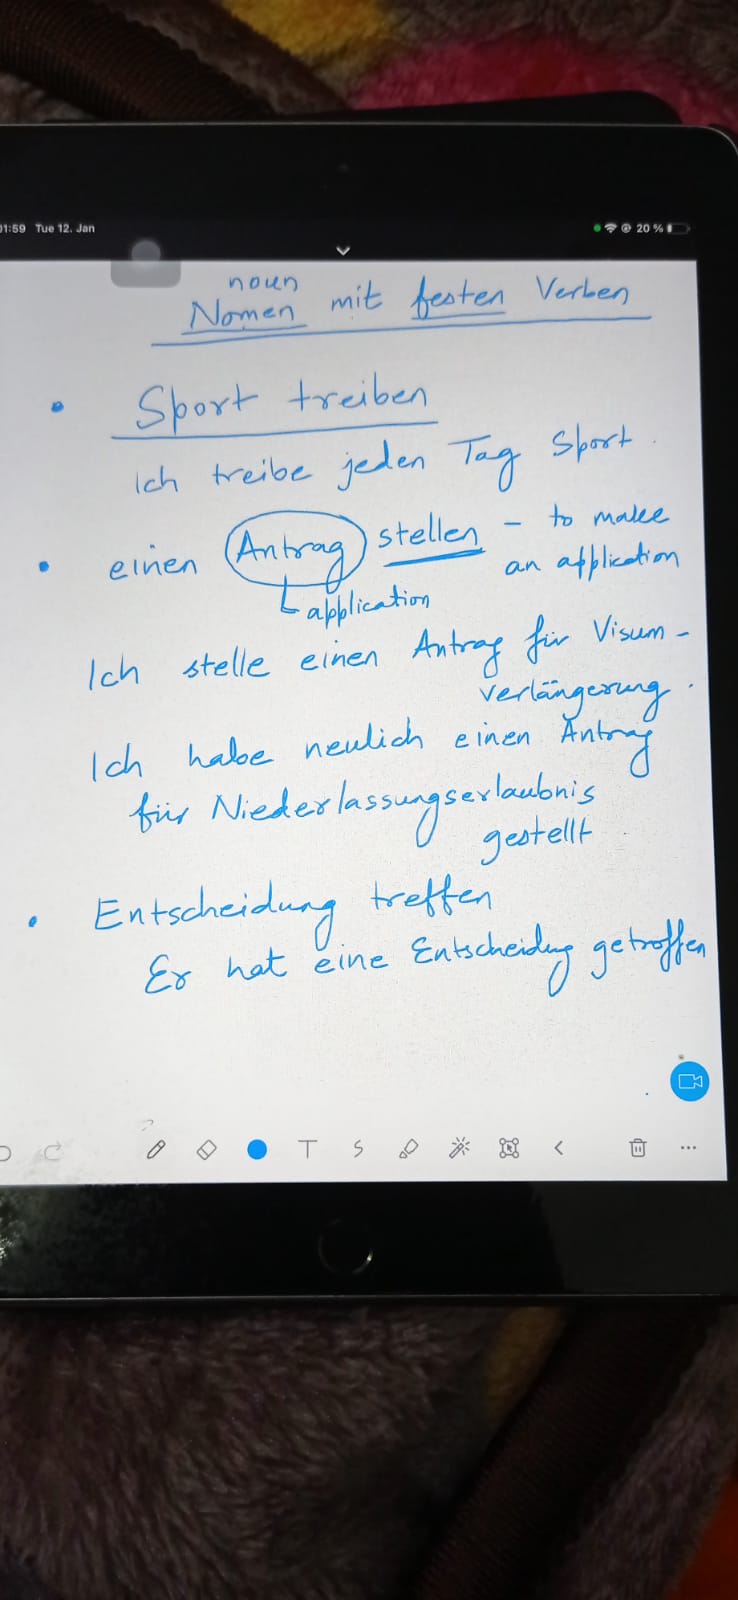 01:59 Tue 12. Jan
20 %
noun
Nomen mit festen Verben
• Sport treiben
Ich treibe jeden Tag Sport.
• einen Antrag stellen - to make
an application
application
Ich stelle einen Antrag für Visum-
verlängerung.
Ich habe neulich einen Antrag
für Niederlassungserlaubnis
gestellt
• Entscheidung treffen
Er hat eine Entscheidung getroffen
T